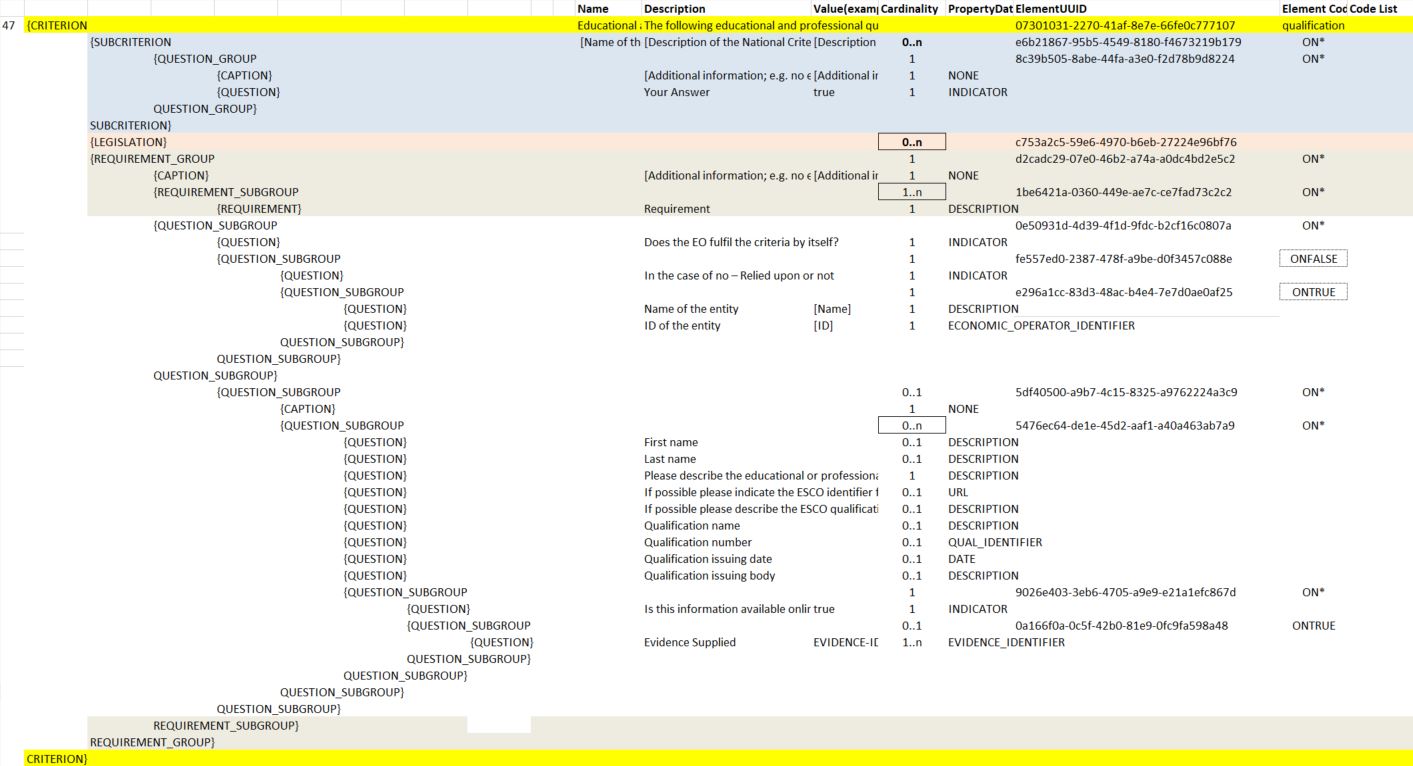 Name Description Value(examp Cardinality PropertyDat ElementUUID Element Cod Code List
47 {CRITERION Educational a The following educational and professional qu 07301031-2270-41af-8e7e-66fe0c777107 qualification
{SUBCRITERION [Name of th [Description of the National Crite [Description 0..n e6b21867-95b5-4549-8180-f4673219b179 ON*
{QUESTION_GROUP 1 8c39b505-8abe-44fa-a3e0-f2d78b9d8224 ON*
{CAPTION} [Additional information; e.g. no e [Additional ir 1 NONE
{QUESTION} Your Answer true 1 INDICATOR
QUESTION_GROUP}
SUBCRITERION}
{LEGISLATION} 0..n c753a2c5-59e6-4970-b6eb-27224e96bf76
{REQUIREMENT_GROUP 1 d2cadc29-07e0-46b2-a74a-a0dc4bd2e5c2 ON*
{CAPTION} [Additional information; e.g. no e [Additional ir 1 NONE
{REQUIREMENT_SUBGROUP 1..n 1be6421a-0360-449e-ae7c-ce7fad73c2c2 ON*
{REQUIREMENT} Requirement 1 DESCRIPTION
{QUESTION_SUBGROUP 0e50931d-4d39-4f1d-9fdc-b2cf16c0807a ON*
{QUESTION} Does the EO fulfil the criteria by itself? 1 INDICATOR
{QUESTION_SUBGROUP 1 fe557ed0-2387-478f-a9be-d0f3457c088e ONFALSE
{QUESTION} In the case of no – Relied upon or not 1 INDICATOR
{QUESTION_SUBGROUP 1 e296a1cc-83d3-48ac-b4e4-7e7d0ae0af25 ONTRUE
{QUESTION} Name of the entity [Name] 1 DESCRIPTION
{QUESTION} ID of the entity [ID] 1 ECONOMIC_OPERATOR_IDENTIFIER
QUESTION_SUBGROUP}
QUESTION_SUBGROUP}
QUESTION_SUBGROUP}
{QUESTION_SUBGROUP 0..1 5df40500-a9b7-4c15-8325-a9762224a3c9 ON*
{CAPTION} 1 NONE
{QUESTION_SUBGROUP 0..n 5476ec64-de1e-45d2-aaf1-a40a463ab7a9 ON*
{QUESTION} First name 0..1 DESCRIPTION
{QUESTION} Last name 0..1 DESCRIPTION
{QUESTION} Please describe the educational or professiona 1 DESCRIPTION
{QUESTION} If possible please indicate the ESCO identifier f 0..1 URL
{QUESTION} If possible please describe the ESCO qualificati 0..1 DESCRIPTION
{QUESTION} Qualification name 0..1 DESCRIPTION
{QUESTION} Qualification number 0..1 QUAL_IDENTIFIER
{QUESTION} Qualification issuing date 0..1 DATE
{QUESTION} Qualification issuing body 0..1 DESCRIPTION
{QUESTION_SUBGROUP 1 9026e403-3eb6-4705-a9e9-e21a1efc867d ON*
{QUESTION} Is this information available onlir true 1 INDICATOR
{QUESTION_SUBGROUP 0..1 0a166f0a-0c5f-42b0-81e9-0fc9fa598a48 ONTRUE
{QUESTION} Evidence Supplied EVIDENCE-IE 1..n EVIDENCE_IDENTIFIER
QUESTION_SUBGROUP}
QUESTION_SUBGROUP}
QUESTION_SUBGROUP}
QUESTION_SUBGROUP}
REQUIREMENT_SUBGROUP}
REQUIREMENT_GROUP}
CRITERION}